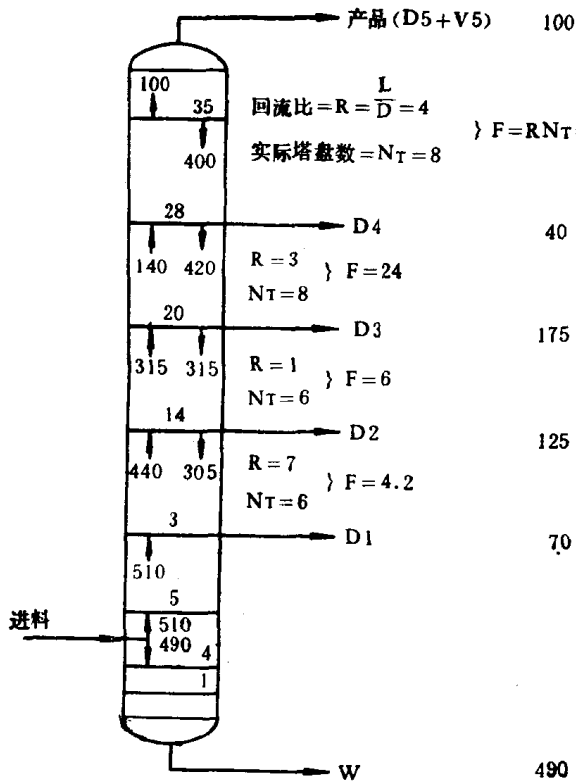 产品(D5+V5) 100
100
35
回流比=R=L/D=4
实际塔盘数=NT=8
} F=RNT=
400
28
D4 40
140 420
R=3
NT=8
} F=24
20
D3 175
315 315
R=1
NT=6
} F=6
14
D2 125
440 305
R=7
NT=6
} F=4.2
3
D1 70
510
5
进料
510
490
4
1
W 490